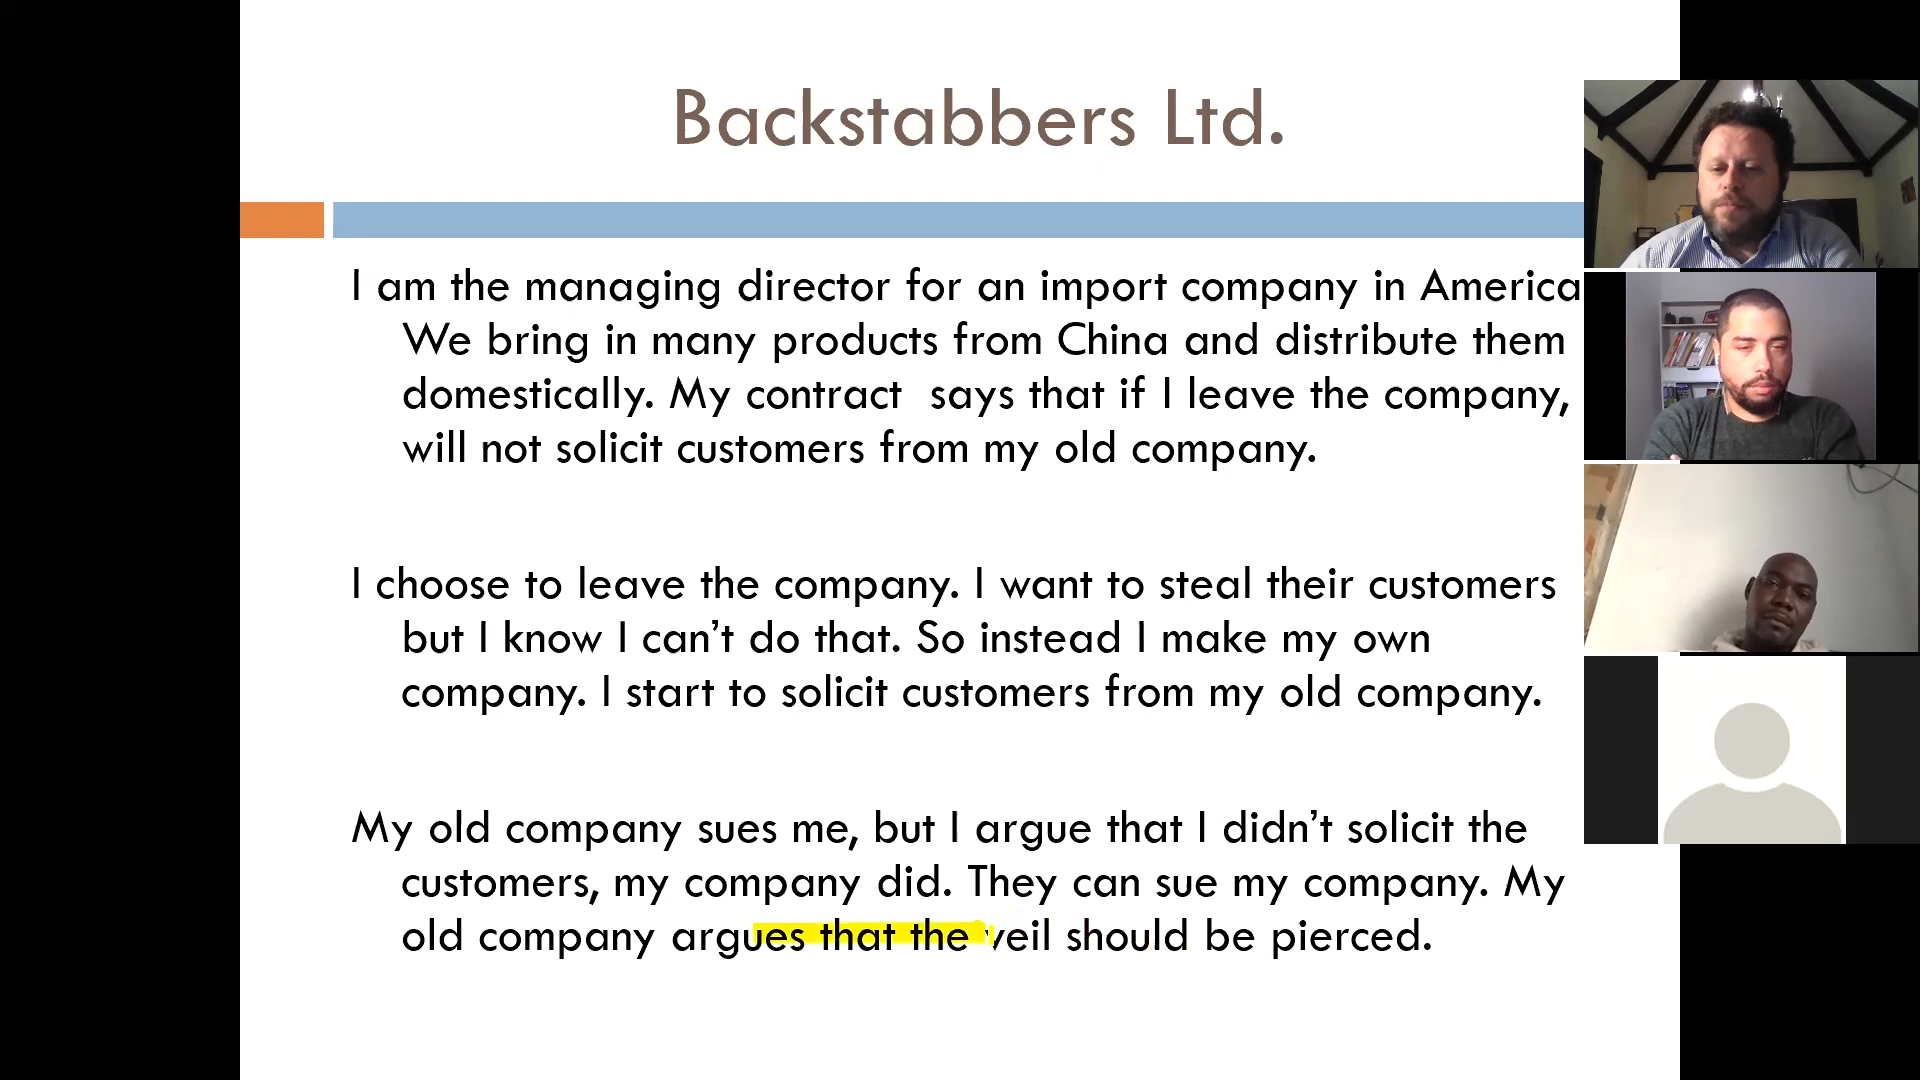 Backstabbers Ltd.
I am the managing director for an import company in America
We bring in many products from China and distribute them
domestically. My contract says that if I leave the company,
will not solicit customers from my old company.
I choose to leave the company. I want to steal their customers
but I know I can’t do that. So instead I make my own
company. I start to solicit customers from my old company.
My old company sues me, but I argue that I didn’t solicit the
customers, my company did. They can sue my company. My
old company argues that the veil should be pierced.